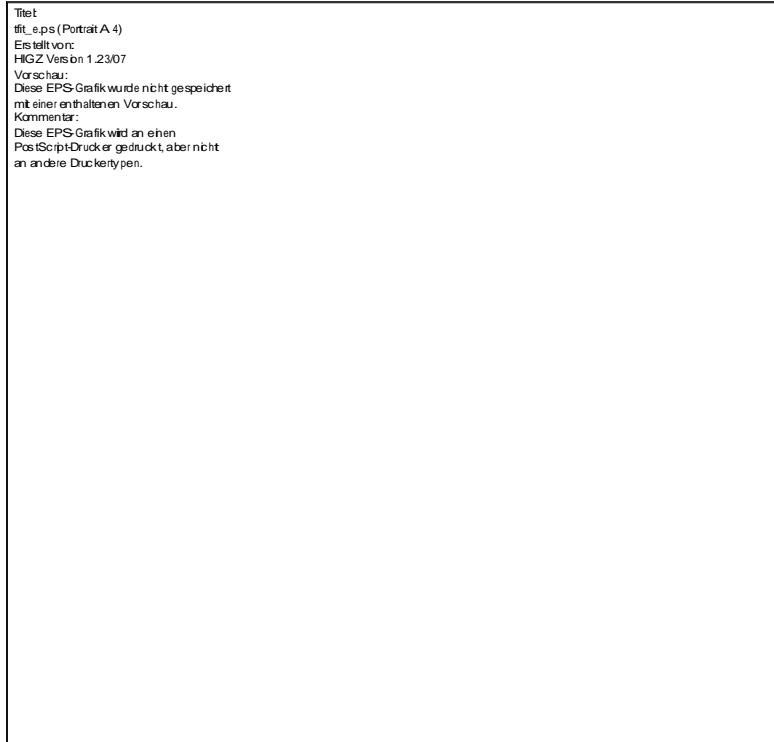 Titel:
tfit_e.ps (Portrait A 4)
Erstellt von:
HIGZ Version 1.23/07
Vorschau:
Diese EPS-Grafik wurde nicht gespeichert
mit einer enthaltenen Vorschau.
Kommentar:
Diese EPS-Grafik wird an einen
PostScript-Drucker gedruckt, aber nicht
an andere Druckertypen.